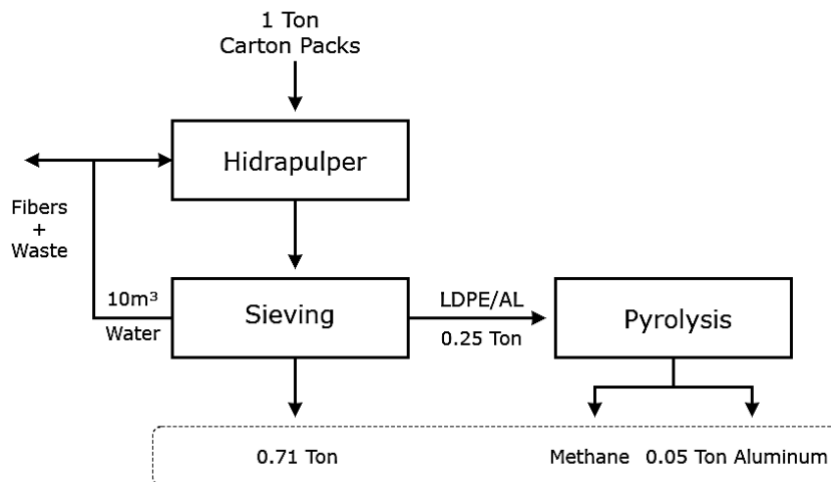 1 Ton
Carton Packs
Hidrapulper
Fibers
+
Waste
10m³
Water
Sieving
LDPE/AL
0.25 Ton
Pyrolysis
0.71 Ton
Methane
0.05 Ton Aluminum